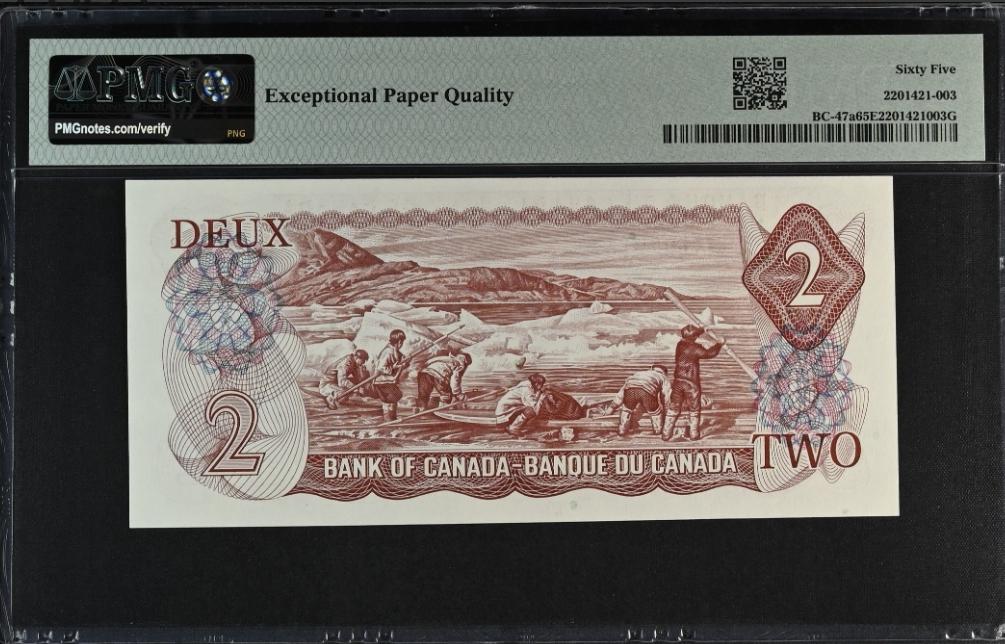 PMG
PMGnotes.com/verify
PNG
Exceptional Paper Quality
Sixty Five
2201421-003
BC-47a65E2201421003G
DEUX
2
2
BANK OF CANADA-BANQUE DU CANADA
TWO